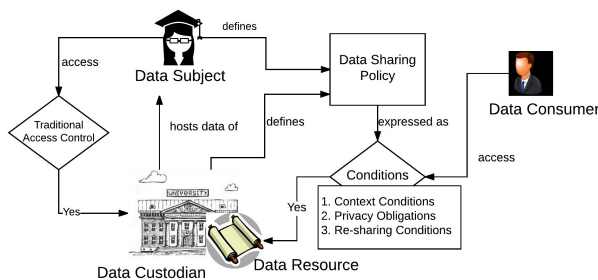 defines
Data Subject
access
Data Sharing
Policy
Data Consumer
Traditional
Access Control
hosts data of
defines
expressed as
access
Conditions
Yes
UNIVERSITY
Yes
1. Context Conditions
2. Privacy Obligations
3. Re-sharing Conditions
Data Custodian
Data Resource